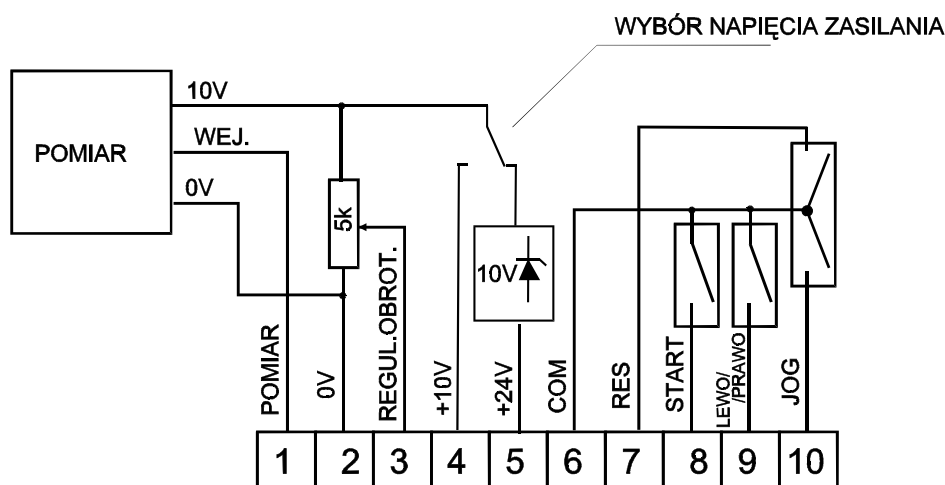 WYBÓR NAPIĘCIA ZASILANIA
10V
WEJ.
POMIAR
0V
5k
10V
POMIAR
0V
REGUL.OBROT.
+10V
+24V
COM
RES
START
LEWO/
/PRAWO
JOG
1 2 3 4 5 6 7 8 9 10